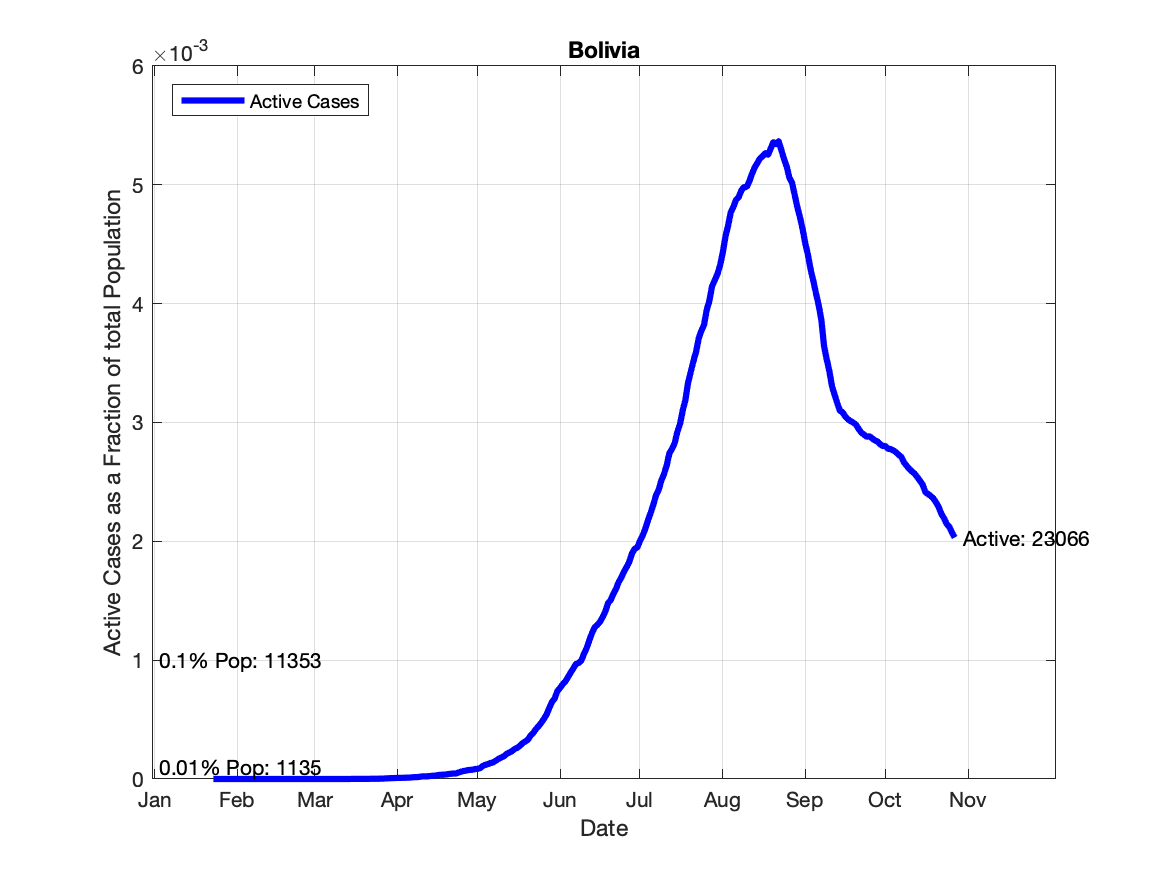 Bolivia
×10-3
6
5
4
3
2
1
0
Active Cases as a Fraction of total Population
Active Cases
Active: 23066
0.1% Pop: 11353
0.01% Pop: 1135
Jan Feb Mar Apr May Jun Jul Aug Sep Oct Nov
Date